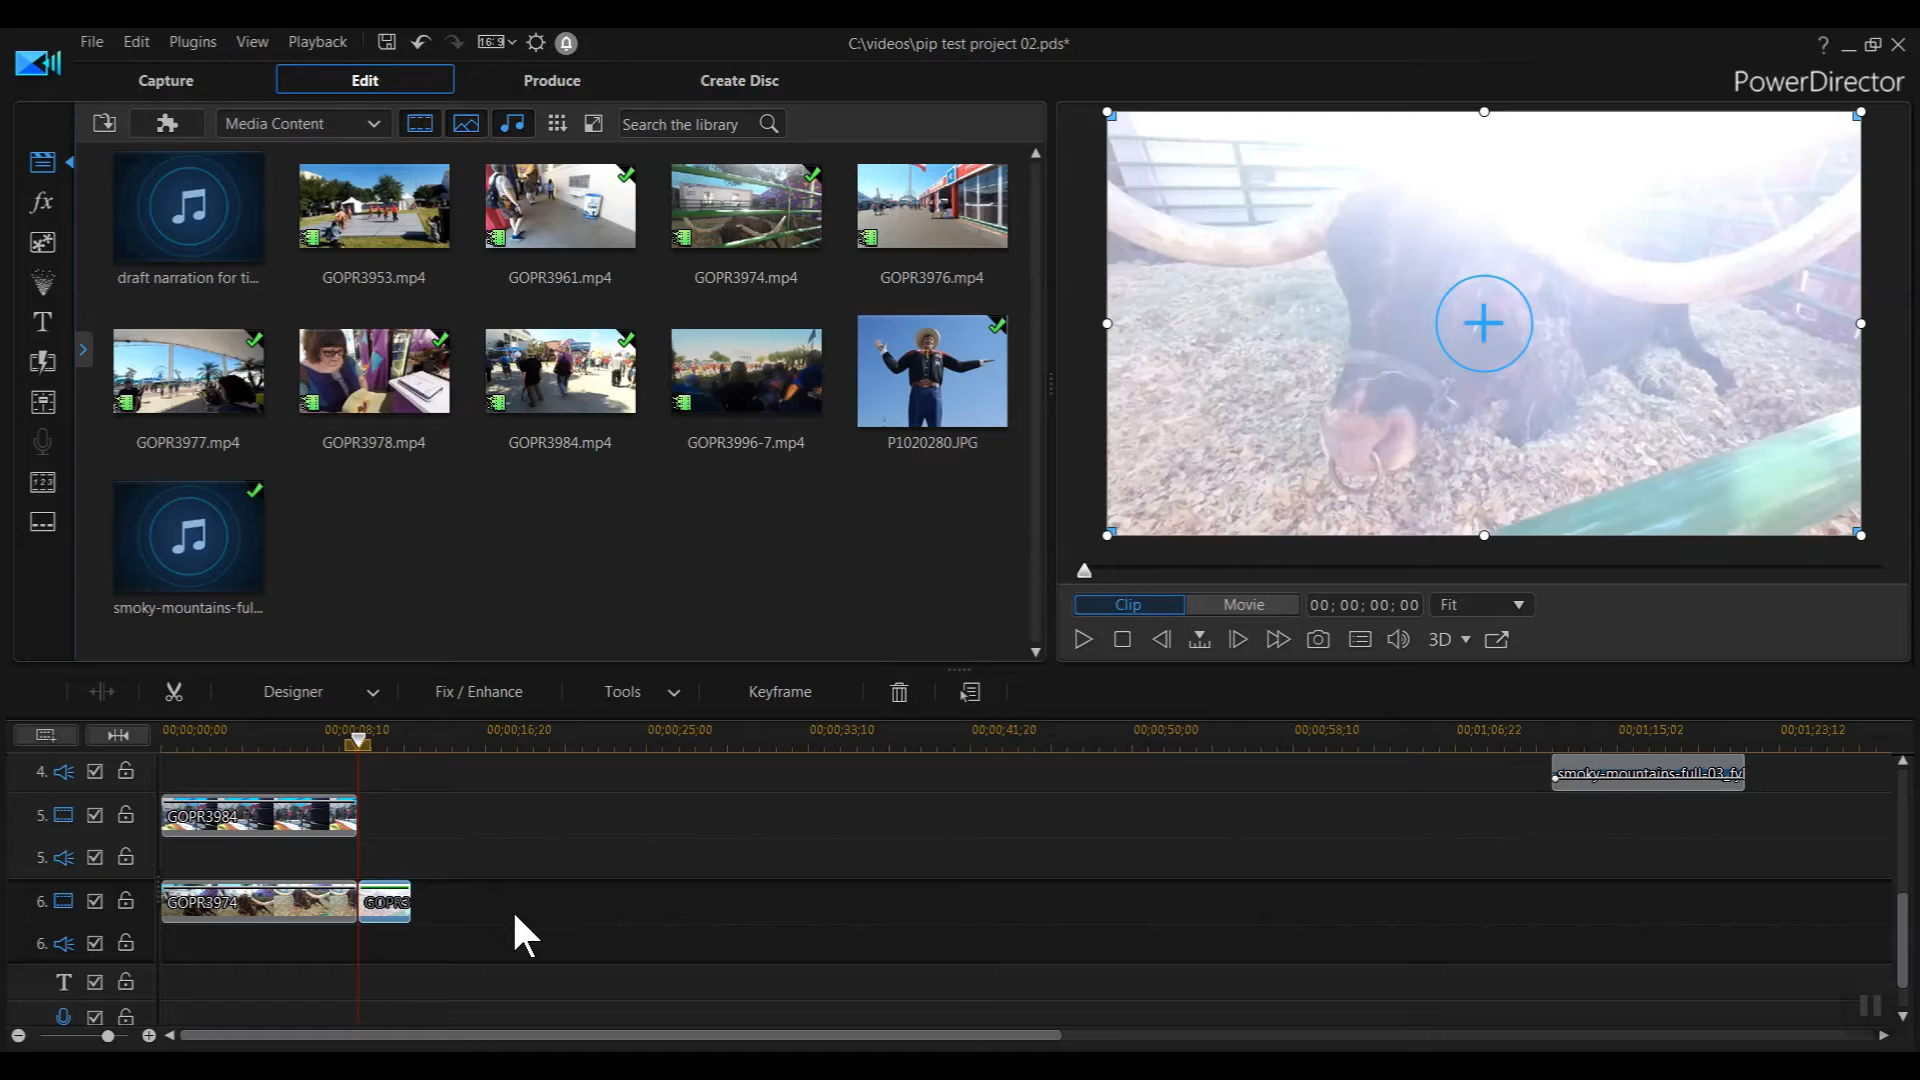 File Edit Plugins View Playback 16:9 C:\videos\pip test project 02.pds* ?
Capture Edit Produce Create Disc PowerDirector
Media Content Search the library
fx
T
draft narration for ti... GOPR3953.mp4 GOPR3961.mp4 GOPR3974.mp4 GOPR3976.mp4
GOPR3977.mp4 GOPR3978.mp4 GOPR3984.mp4 GOPR3996-7.mp4 P1020280.JPG
smoky-mountains-ful...
Clip Movie 00; 00; 00; 00 Fit
3D
Designer Fix / Enhance Tools Keyframe
00;00;00;00 00;00;08;10 00;00;16;20 00;00;25;00 00;00;33;10 00;00;41;20 00;00;50;00 00;00;58;10 00;01;06;22 00;01;15;02 00;01;23;12
4. smoky-mountains-full-03_fyl
5. GOPR3984
5.
6. GOPR3974 GOPR3
6.
T